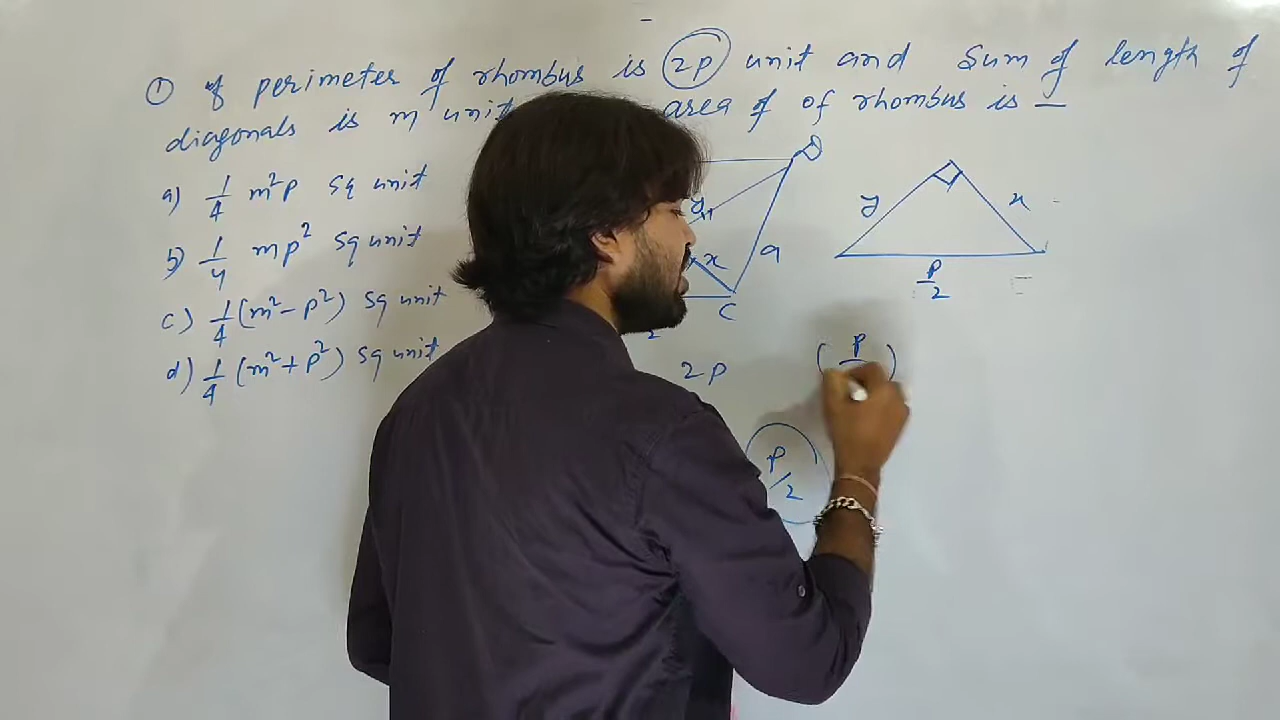 ① If perimeter of rhombus is 2p unit and Sum of length of
diagonals is m unit area of of rhombus is —
a) 1/4 m²p sq unit
b) 1/4 mp² sq unit
c) 1/4 (m² - p²) sq unit
d) 1/4 (m² + p²) sq unit
D
y
x
a
C
2
y
x
p/2
2p
(p
)
p/2